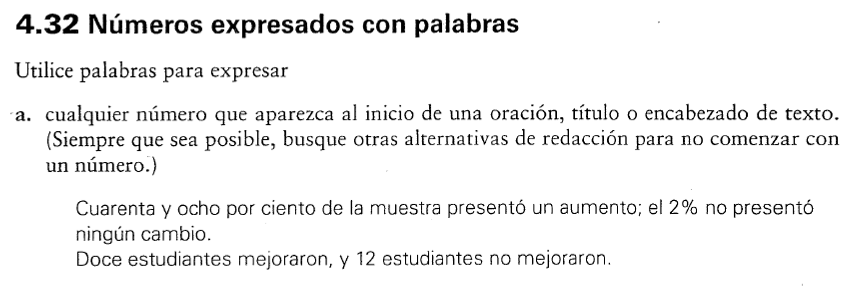 4.32 Números expresados con palabras
Utilice palabras para expresar
a. cualquier número que aparezca al inicio de una oración, título o encabezado de texto.
(Siempre que sea posible, busque otras alternativas de redacción para no comenzar con
un número.)
Cuarenta y ocho por ciento de la muestra presentó un aumento; el 2% no presentó
ningún cambio.
Doce estudiantes mejoraron, y 12 estudiantes no mejoraron.